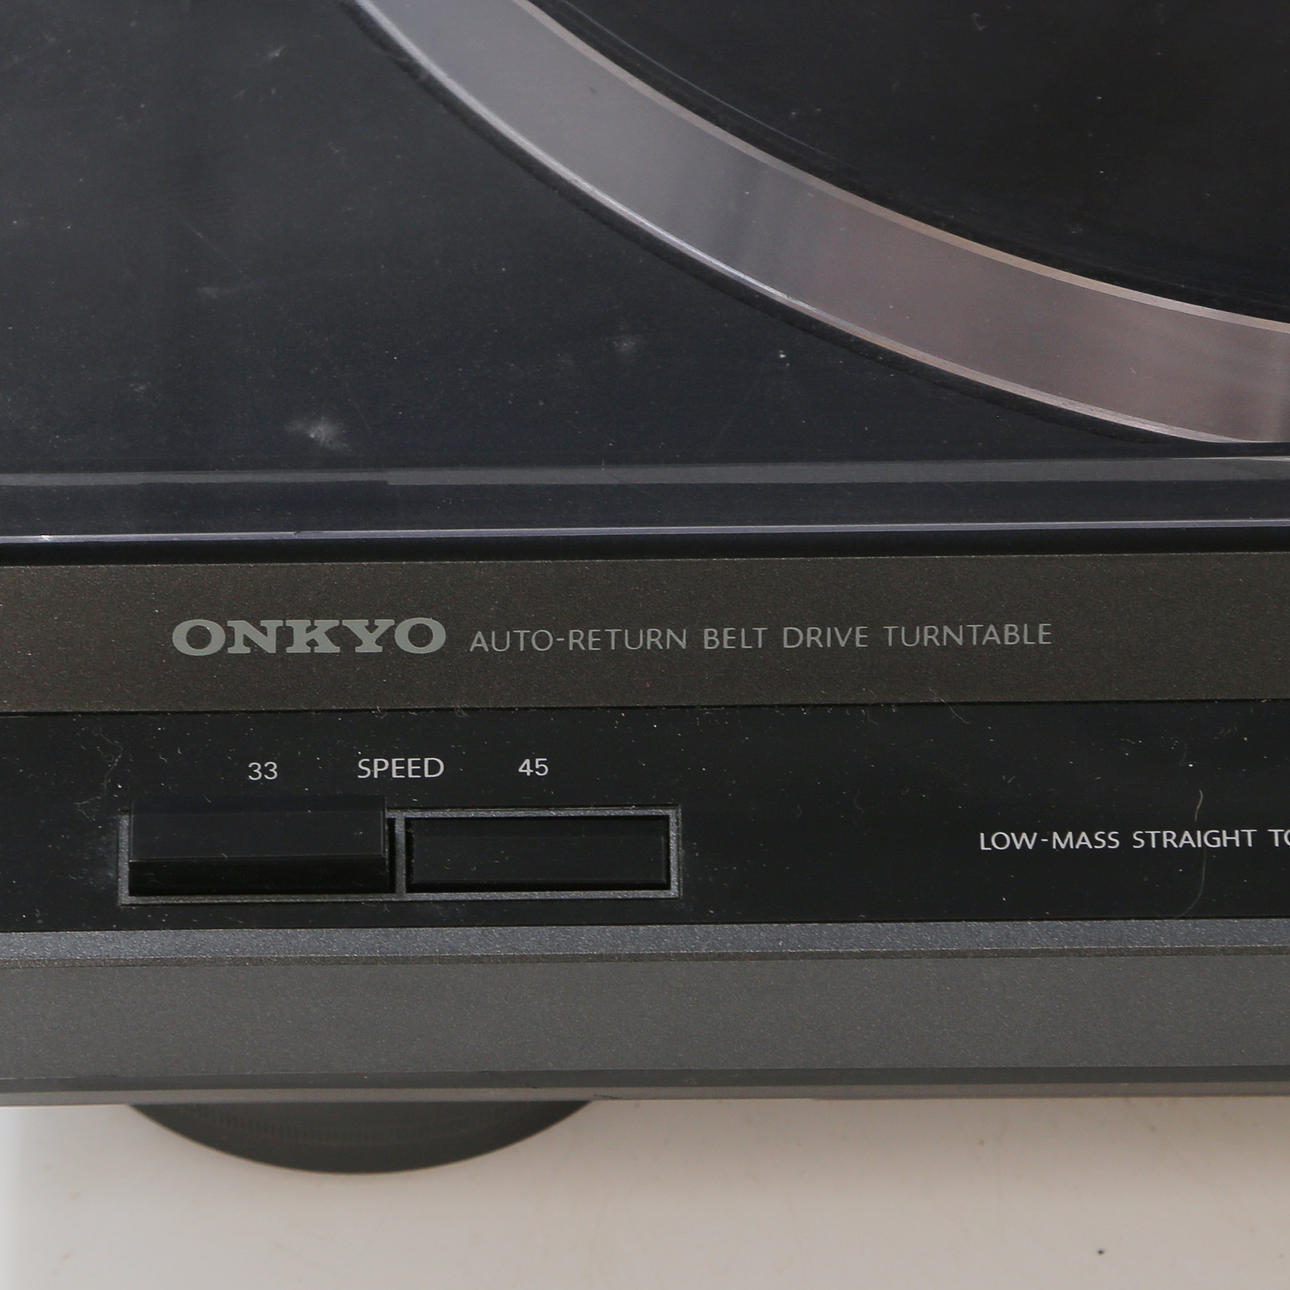 ONKYO AUTO-RETURN BELT DRIVE TURNTABLE
33 SPEED 45
LOW-MASS STRAIGHT